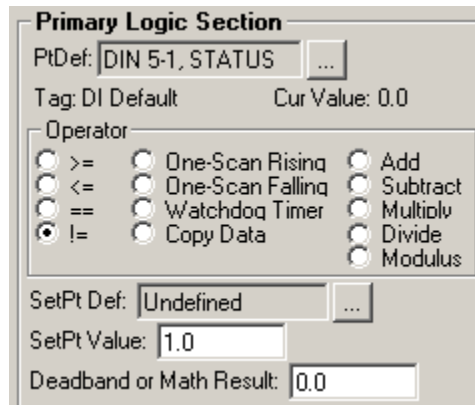 Primary Logic Section
PtDef: DIN 5-1, STATUS ...
Tag: DI Default Cur Value: 0.0
Operator
>= One-Scan Rising Add
<= One-Scan Falling Subtract
== Watchdog Timer Multiply
!= Copy Data Divide
Modulus
SetPt Def: Undefined ...
SetPt Value: 1.0
Deadband or Math Result: 0.0